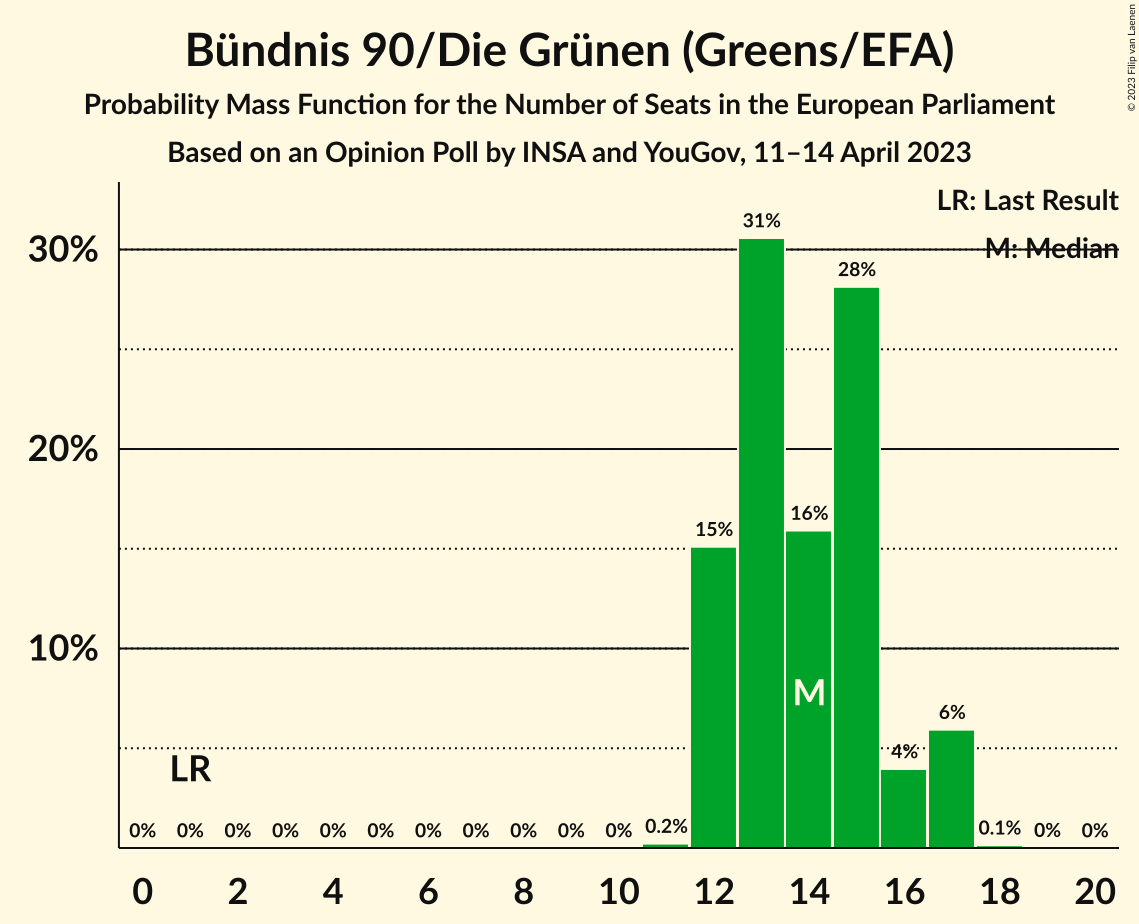 Bündnis 90/Die Grünen (Greens/EFA)
Probability Mass Function for the Number of Seats in the European Parliament
Based on an Opinion Poll by INSA and YouGov, 11–14 April 2023
© 2023 Filip van Laenen
LR: Last Result
M: Median
30%
20%
10%
31%
28%
16%
15%
M
6%
4%
LR
0% 0% 0% 0% 0% 0% 0% 0% 0% 0% 0% 0.2% 0.1% 0% 0%
0 2 4 6 8 10 12 14 16 18 20